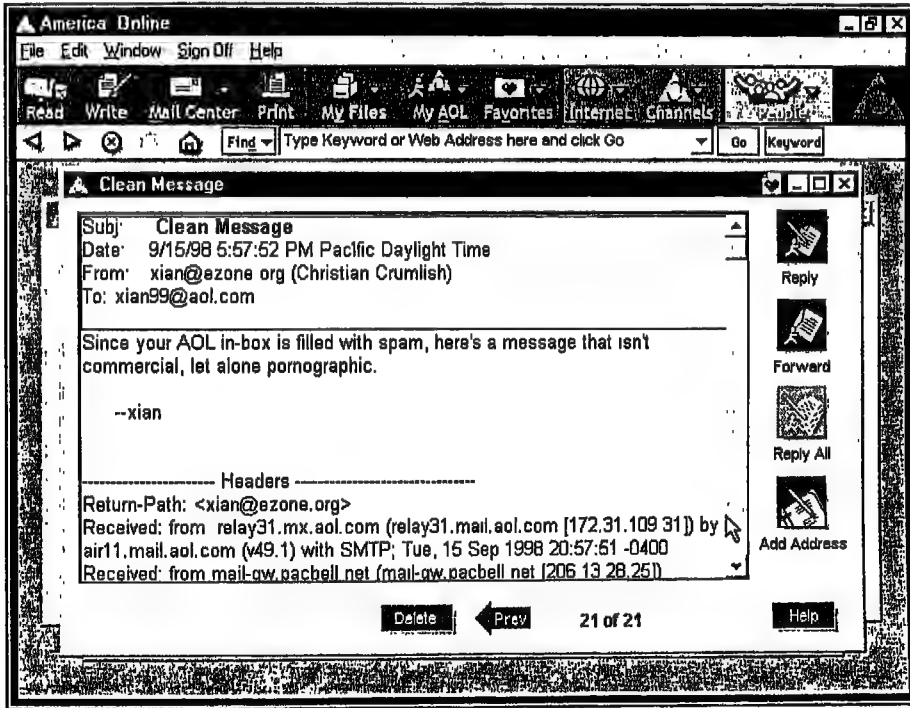 America Online
File Edit Window Sign Off Help
Read Write Mail Center Print My Files My AOL Favorites Internet Channels People
Find Type Keyword or Web Address here and click Go Go Keyword
Clean Message
Subj: Clean Message
Date: 9/15/98 5:57:52 PM Pacific Daylight Time
From: xian@ezone org (Christian Crumlish)
To: xian99@aol.com
Since your AOL in-box is filled with spam, here's a message that isn't
commercial, let alone pornographic.
--xian
---------------------- Headers ------------------------------
Return-Path: <xian@ezone.org>
Received: from relay31.mx.aol.com (relay31.mail.aol.com [172.31.109 31]) by
air11.mail.aol.com (v49.1) with SMTP; Tue, 15 Sep 1998 20:57:51 -0400
Received: from mail-gw.pacbell net (mail-gw.pacbell net [206 13 28.25])
Reply
Forward
Reply All
Add Address
Delete Prev 21 of 21 Help